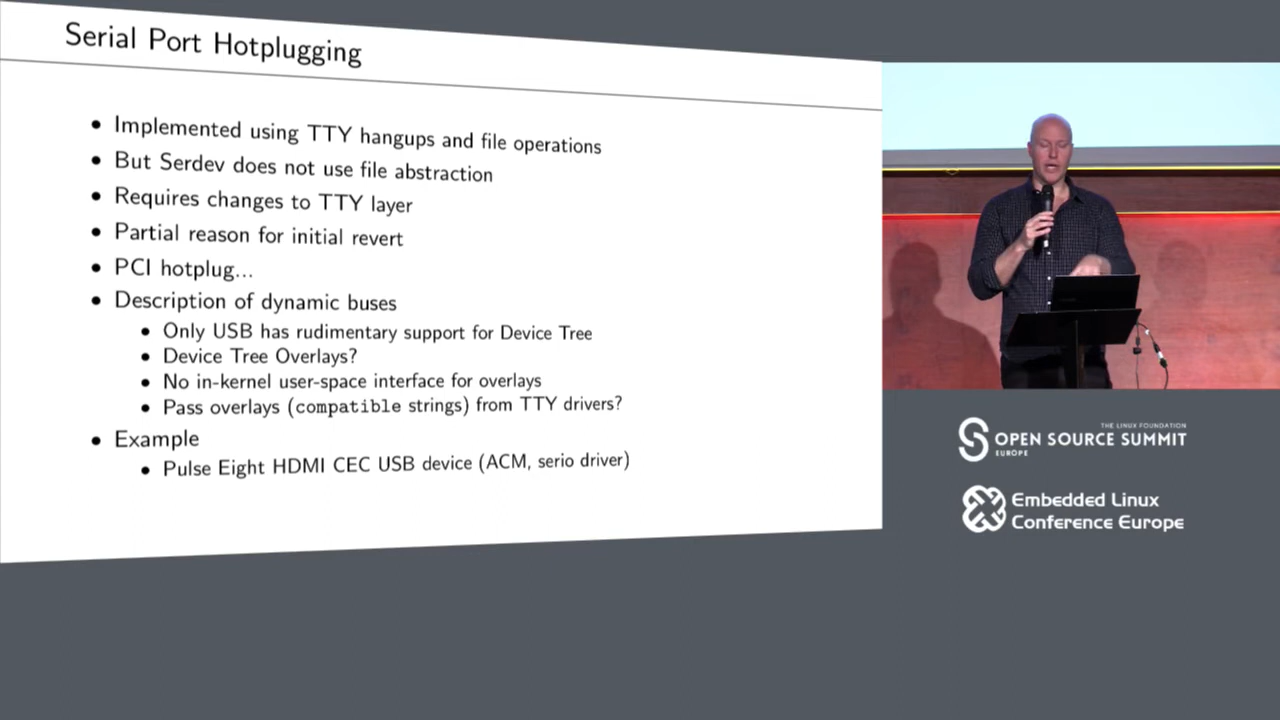 Serial Port Hotplugging
• Implemented using TTY hangups and file operations
• But Serdev does not use file abstraction
• Requires changes to TTY layer
• Partial reason for initial revert
• PCI hotplug...
• Description of dynamic buses
• Only USB has rudimentary support for Device Tree
• Device Tree Overlays?
• No in-kernel user-space interface for overlays
• Pass overlays (compatible strings) from TTY drivers?
• Example
• Pulse Eight HDMI CEC USB device (ACM, serio driver)
THE LINUX FOUNDATION
OPEN SOURCE SUMMIT
EUROPE
Embedded Linux
Conference Europe